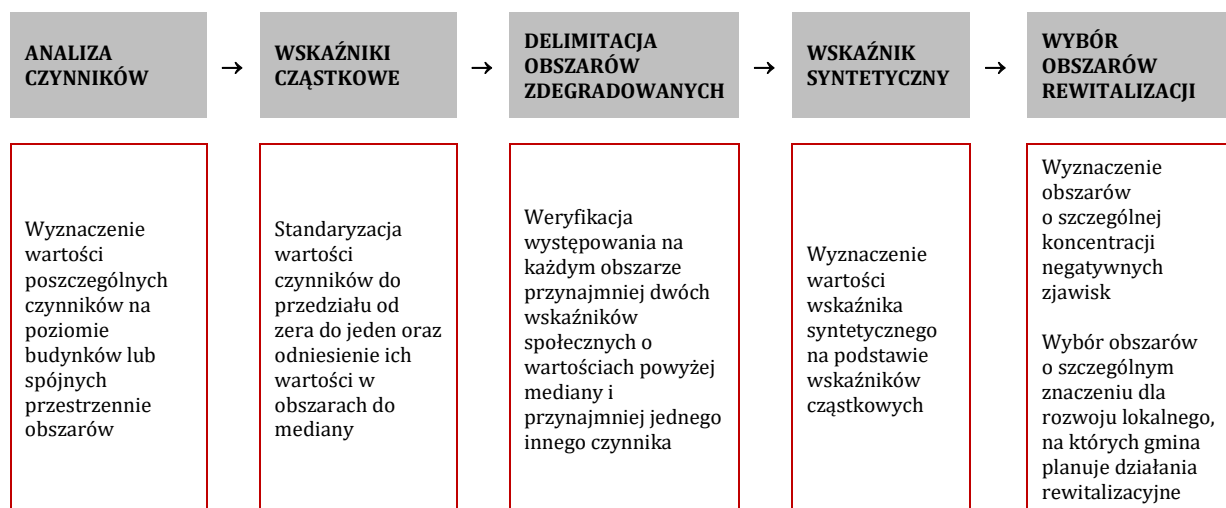 ANALIZA
CZYNNIKÓW
→
WSKAŹNIKI
CZĄSTKOWE
→
DELIMITACJA
OBSZARÓW
ZDEGRADOWANYCH
→
WSKAŹNIK
SYNTETYCZNY
→
WYBÓR
OBSZARÓW
REWITALIZACJI
Wyznaczenie
wartości
poszczególnych
czynników na
poziomie
budynków lub
spójnych
przestrzennie
obszarów
Standaryzacja
wartości
czynników do
przedziału od
zera do jeden oraz
odniesienie ich
wartości w
obszarach do
mediany
Weryfikacja
występowania na
każdym obszarze
przynajmniej dwóch
wskaźników
społecznych o
wartościach powyżej
mediany i
przynajmniej jednego
innego czynnika
Wyznaczenie
wartości
wskaźnika
syntetycznego
na podstawie
wskaźników
cząstkowych
Wyznaczenie
obszarów
o szczególnej
koncentracji
negatywnych
zjawisk
Wybór obszarów
o szczególnym
znaczeniu dla
rozwoju lokalnego,
na których gmina
planuje działania
rewitalizacyjne